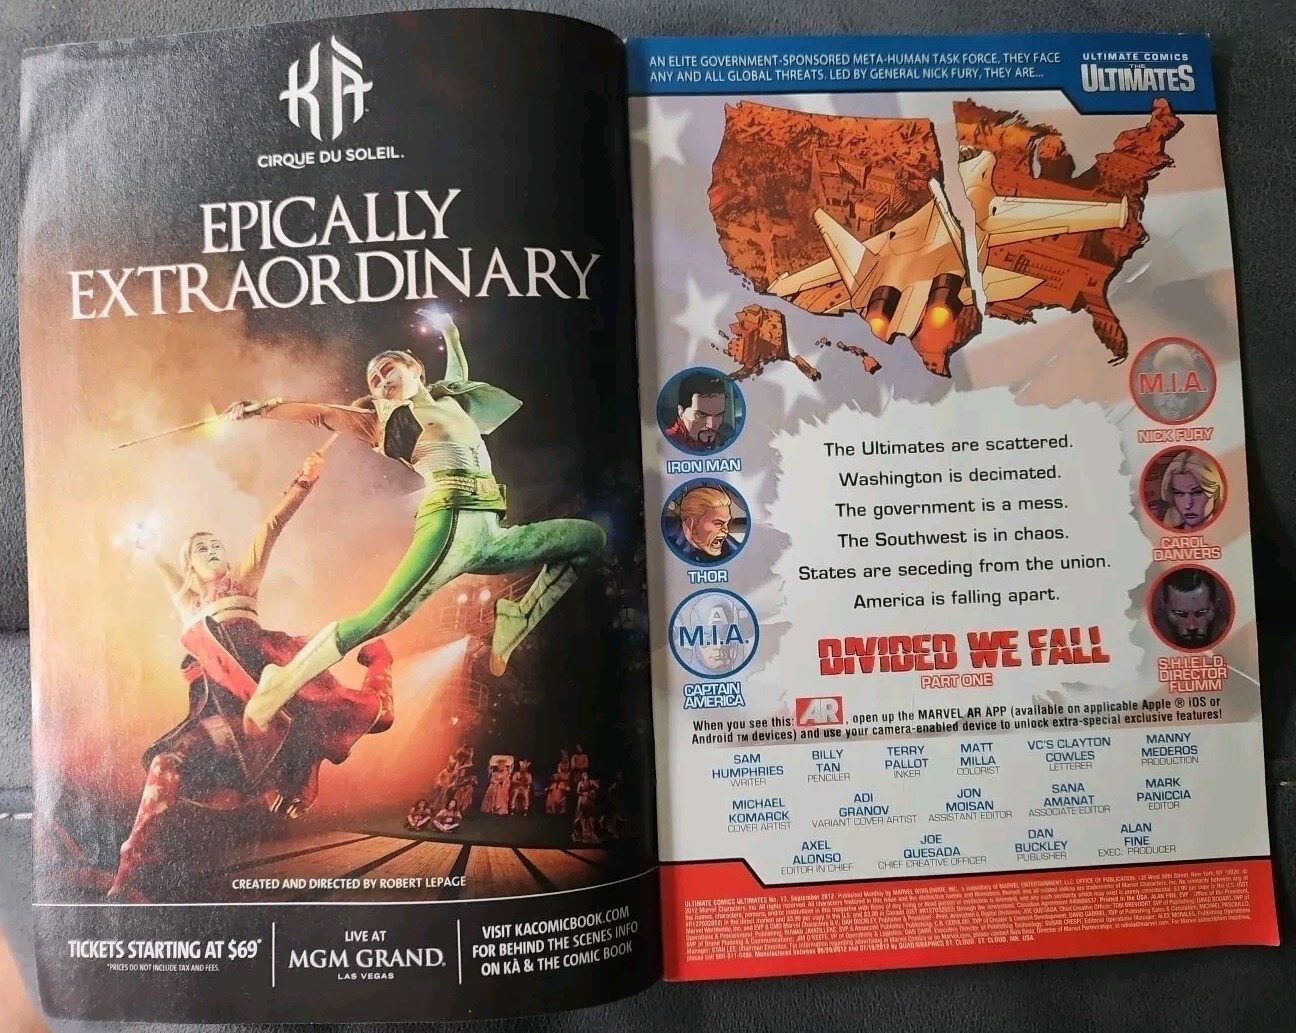 KÀ
CIRQUE DU SOLEIL.
EPICALLY
EXTRAORDINARY
CREATED AND DIRECTED BY ROBERT LEPAGE
TICKETS STARTING AT $69*
*PRICES DO NOT INCLUDE TAX AND FEES.
LIVE AT
MGM GRAND.
LAS VEGAS
VISIT KACOMICBOOK.COM
FOR BEHIND THE SCENES INFO
ON KÀ & THE COMIC BOOK
AN ELITE GOVERNMENT-SPONSORED META-HUMAN TASK FORCE, THEY FACE
ANY AND ALL GLOBAL THREATS. LED BY GENERAL NICK FURY, THEY ARE...
ULTIMATE COMICS
THE
ULTIMATES
IRON MAN
THOR
M.I.A.
CAPTAIN
AMERICA
M.I.A.
NICK FURY
CAROL
DANVERS
S.H.I.E.L.D.
DIRECTOR
FLUMM
The Ultimates are scattered.
Washington is decimated.
The government is a mess.
The Southwest is in chaos.
States are seceding from the union.
America is falling apart.
DIVIDED WE FALL
PART ONE
When you see this: AR, open up the MARVEL AR APP (available on applicable Apple ® iOS or
Android ™ devices) and use your camera-enabled device to unlock extra-special exclusive features!
SAM
HUMPHRIES
WRITER
BILLY
TAN
PENCILER
TERRY
PALLOT
INKER
MATT
MILLA
COLORIST
VC'S CLAYTON
COWLES
LETTERER
MANNY
MEDEROS
PRODUCTION
MICHAEL
KOMARCK
COVER ARTIST
ADI
GRANOV
VARIANT COVER ARTIST
JON
MOISAN
ASSISTANT EDITOR
SANA
AMANAT
ASSOCIATE EDITOR
MARK
PANICCIA
EDITOR
AXEL
ALONSO
EDITOR IN CHIEF
JOE
QUESADA
CHIEF CREATIVE OFFICER
DAN
BUCKLEY
PUBLISHER
ALAN
FINE
EXEC. PRODUCER